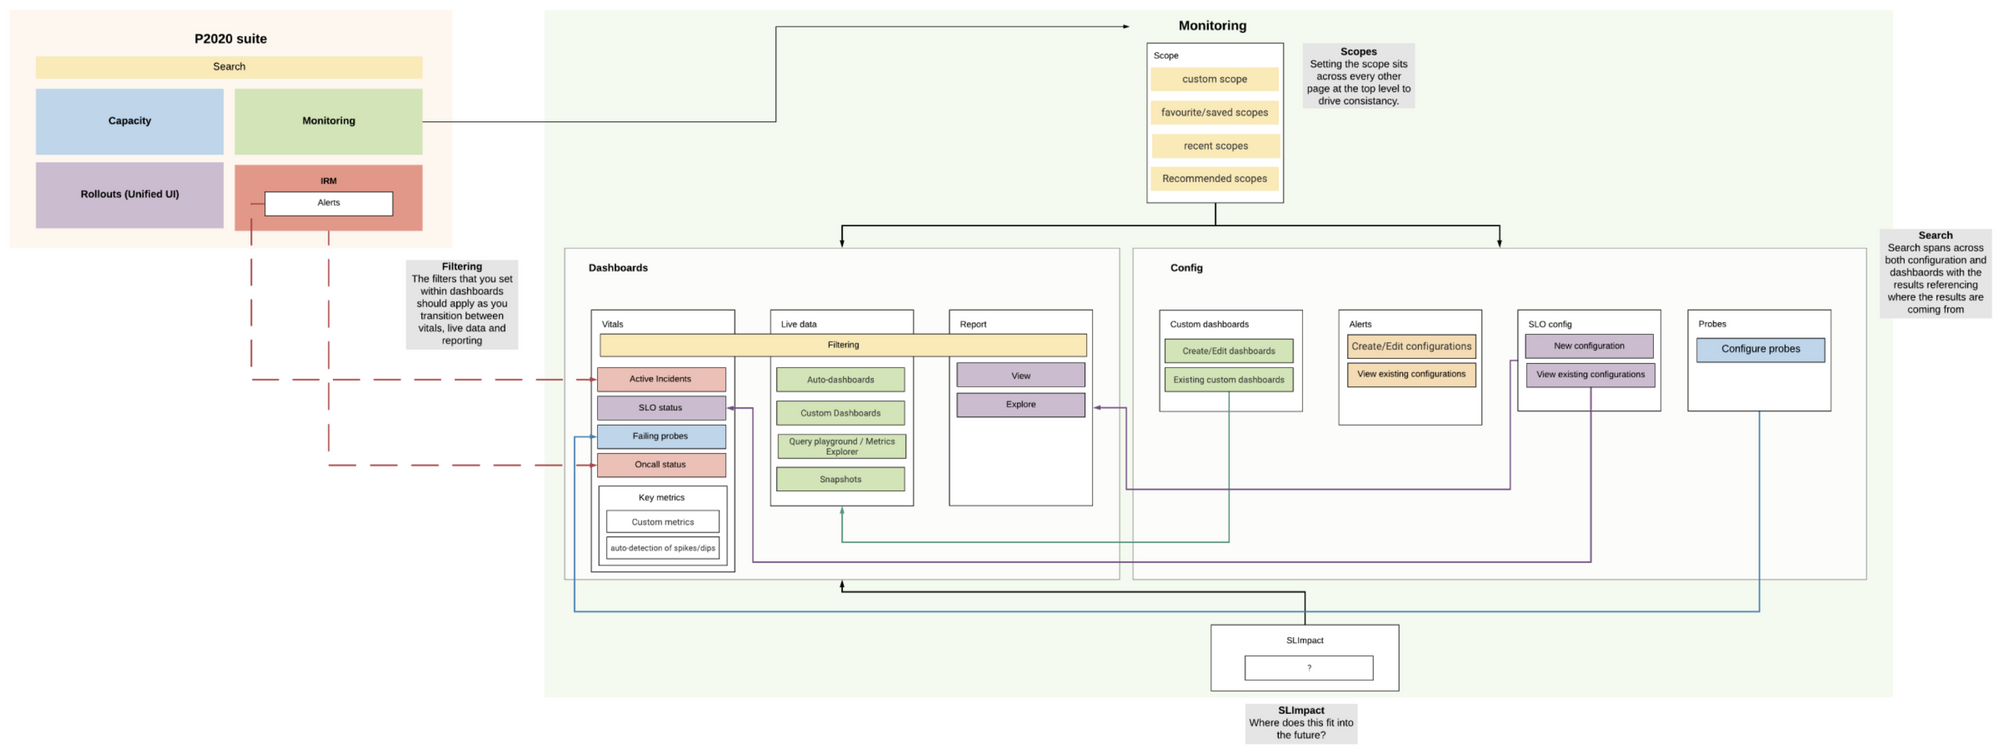 P2020 suite
Search
Capacity
Monitoring
Rollouts (Unified UI)
IRM
Alerts
Filtering
The filters that you set
within dashboards
should apply as you
transition between
vitals, live data and
reporting
Monitoring
Scope
custom scope
favourite/saved scopes
recent scopes
Recommended scopes
Scopes
Setting the scope sits
across every other
page at the top level to
drive consistancy.
Dashboards
Vitals
Live data
Report
Filtering
Active Incidents
SLO status
Failing probes
Oncall status
Key metrics
Custom metrics
auto-detection of spikes/dips
Auto-dashboards
Custom Dashboards
Query playground / Metrics
Explorer
Snapshots
View
Explore
Config
Custom dashboards
Create/Edit dashboards
Existing custom dashboards
Alerts
Create/Edit configurations
View existing configurations
SLO config
New configuration
View existing configurations
Probes
Configure probes
Search
Search spans across
both configuration and
dashbaords with the
results referencing
where the results are
coming from
SLImpact
?
SLImpact
Where does this fit into
the future?